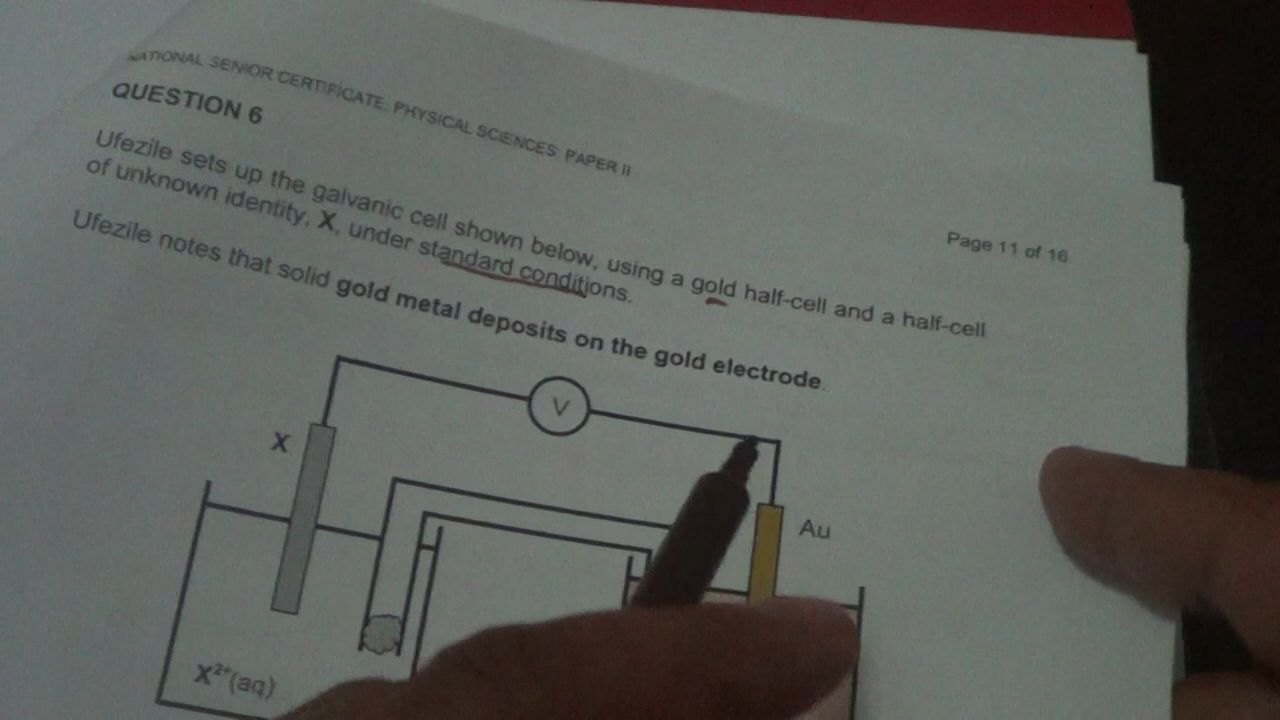 NATIONAL SENIOR CERTIFICATE: PHYSICAL SCIENCES: PAPER II
Page 11 of 16
QUESTION 6
Ufezile sets up the galvanic cell shown below, using a gold half-cell and a half-cell
of unknown identity, X, under standard conditions.
Ufezile notes that solid gold metal deposits on the gold electrode.
V
X
Au
X²⁺(aq)